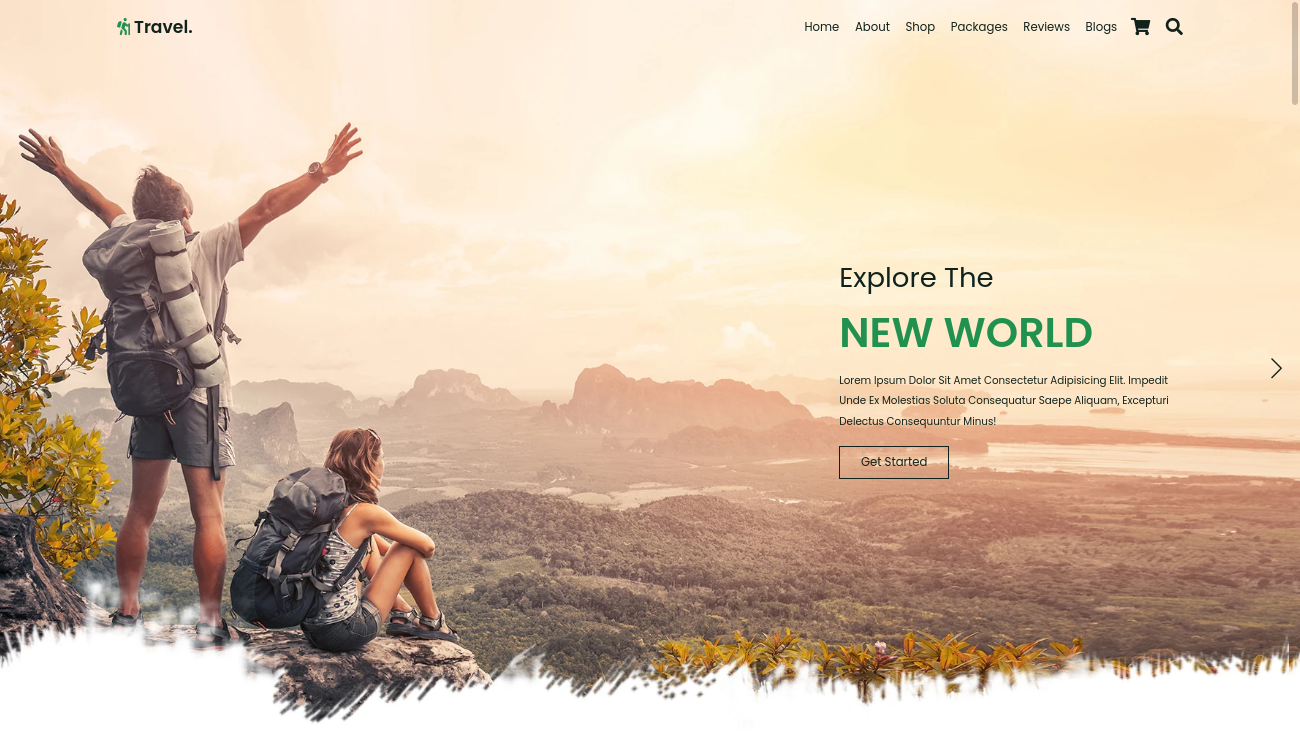 Travel.
Home About Shop Packages Reviews Blogs
Explore The
NEW WORLD
Lorem Ipsum Dolor Sit Amet Consectetur Adipisicing Elit. Impedit
Unde Ex Molestias Soluta Consequatur Saepe Aliquam, Excepturi
Delectus Consequuntur Minus!
Get Started